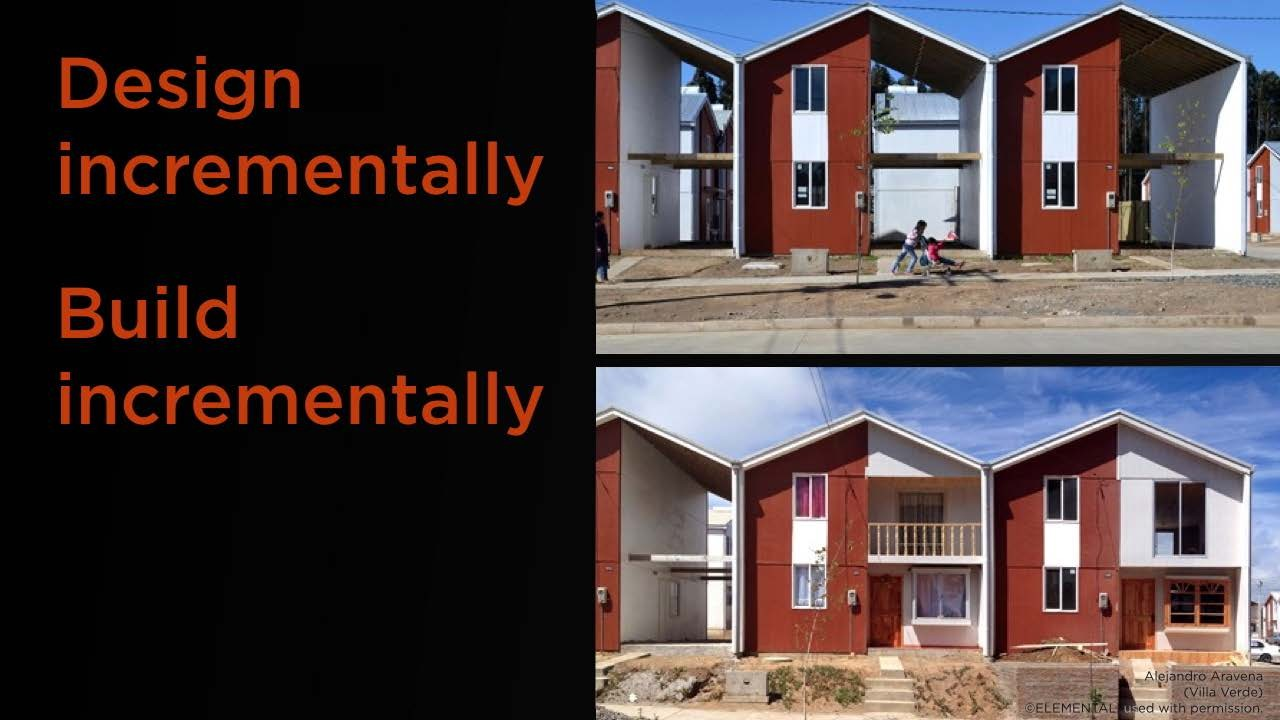 Design
incrementally
Build
incrementally
Alejandro Aravena
(Villa Verde)
©ELEMENTAL, used with permission.